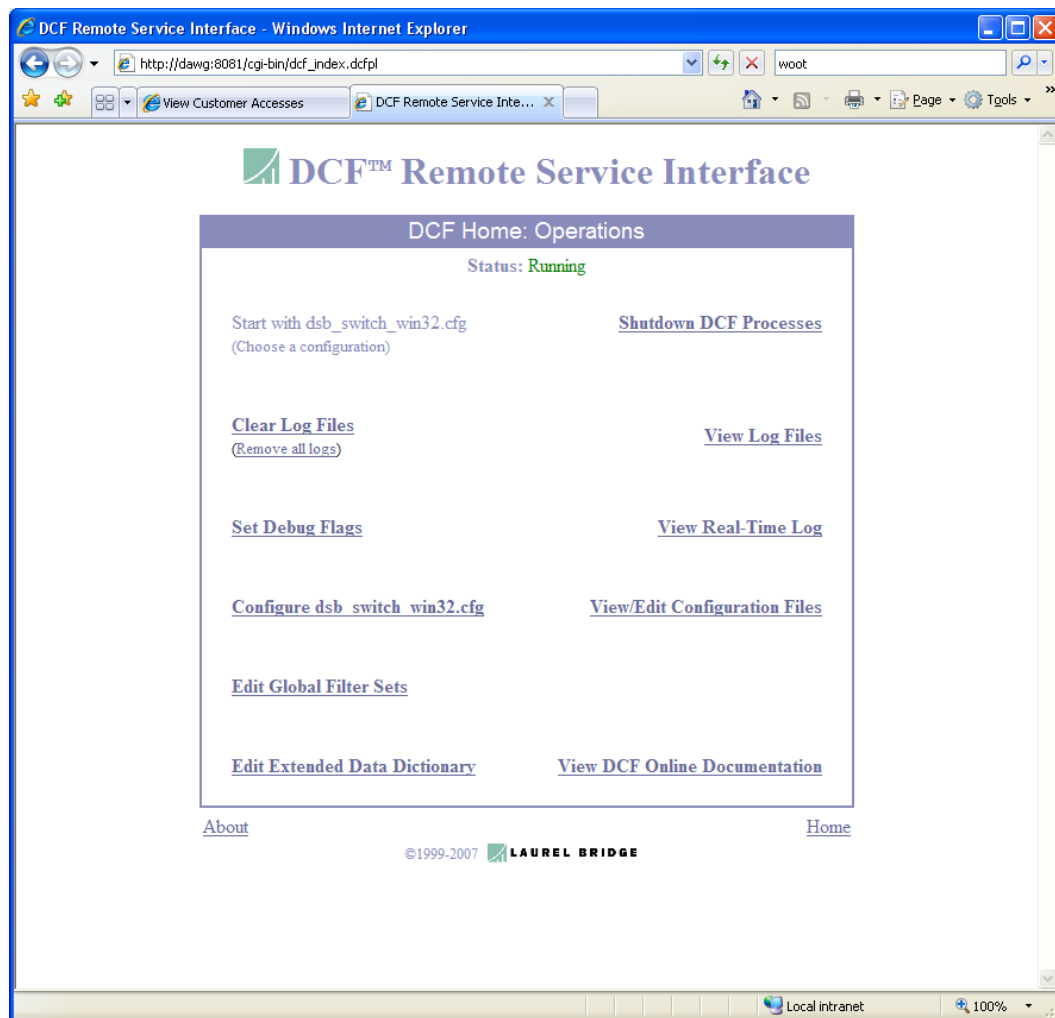 DCF Remote Service Interface - Windows Internet Explorer
http://dawg:8081/cgi-bin/dcf_index.dcfpl woot
View Customer Accesses DCF Remote Service Inte... X Page Tools »
DCF™ Remote Service Interface
DCF Home: Operations
Status: Running
Start with dsb_switch_win32.cfg Shutdown DCF Processes
(Choose a configuration)
Clear Log Files View Log Files
(Remove all logs)
Set Debug Flags View Real-Time Log
Configure dsb_switch_win32.cfg View/Edit Configuration Files
Edit Global Filter Sets
Edit Extended Data Dictionary View DCF Online Documentation
About Home
©1999-2007 LAUREL BRIDGE
Local intranet 100%